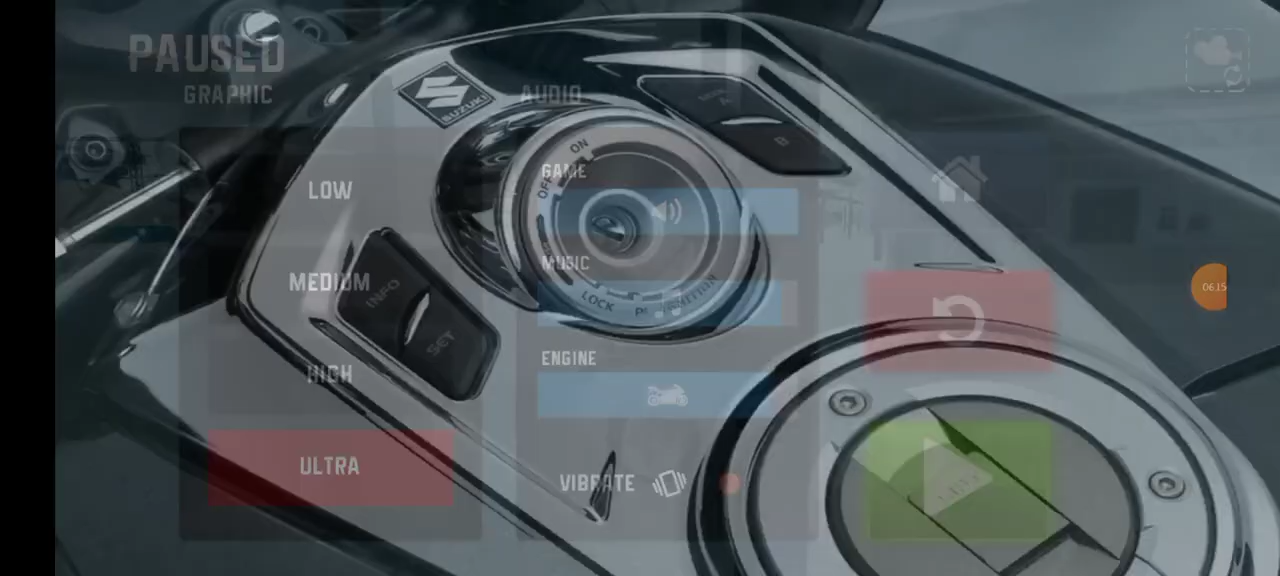 PAUSED
GRAPHIC
AUDIO
SUZUKI
A
B
ON
OFF
GAME
LOW
MUSIC
MEDIUM
INFO
SET
LOCK
06:15
ENGINE
HIGH
ULTRA
VIBRATE